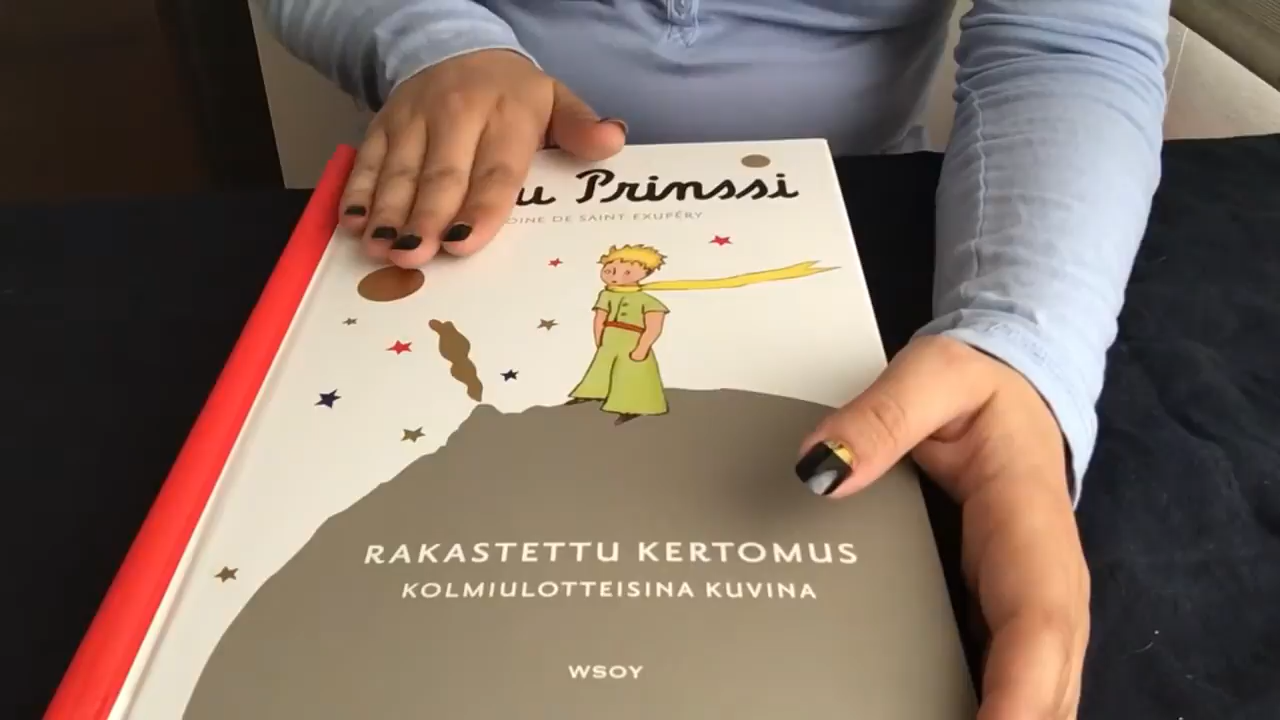 u Prinssi
OINE DE SAINT EXUPÉRY
RAKASTETTU KERTOMUS
KOLMIULOTTEISINA KUVINA
WSOY